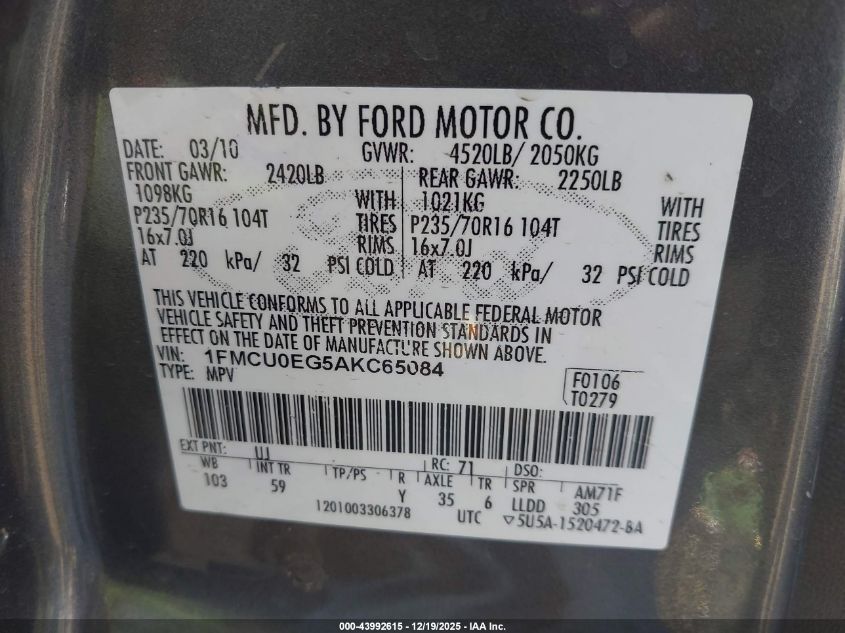 MFD. BY FORD MOTOR CO.
DATE: 03/10 GVWR: 4520LB/ 2050KG
FRONT GAWR: 2420LB REAR GAWR: 2250LB
1098KG WITH 1021KG WITH
P235/70R16 104T TIRES P235/70R16 104T TIRES
16x7.0J RIMS 16x7.0J RIMS
AT 220 kPa/ 32 PSI COLD AT 220 kPa/ 32 PSI COLD
THIS VEHICLE CONFORMS TO ALL APPLICABLE FEDERAL MOTOR
VEHICLE SAFETY AND THEFT PREVENTION STANDARDS IN
EFFECT ON THE DATE OF MANUFACTURE SHOWN ABOVE.
VIN: 1FMCU0EG5AKC65084
TYPE: MPV
F0106
T0279
EXT PNT: UJ RC: 71 DSO:
WB INT TR TP/PS R AXLE TR SPR AM71F
103 59 Y 35 6 LLDD 305
1201003306378 UTC ▽5U5A-1520472-BA
000-43992615 - 12/19/2025 - IAA Inc.